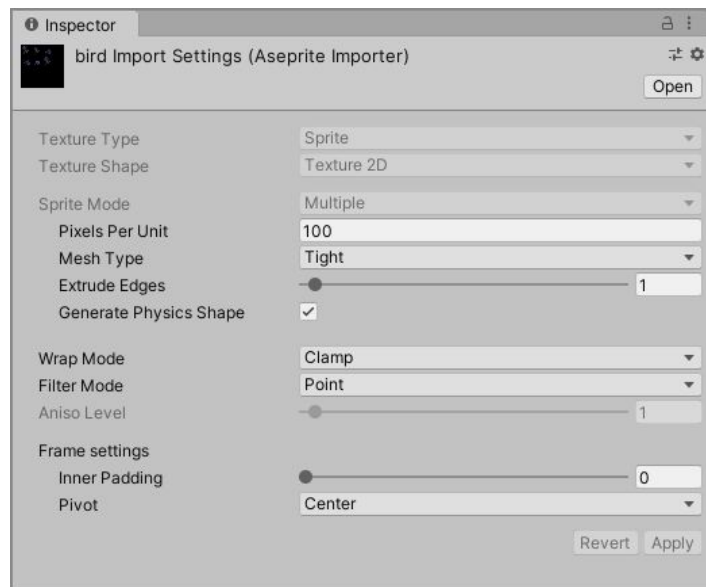 Inspector
bird Import Settings (Aseprite Importer)
Open
Texture Type Sprite
Texture Shape Texture 2D
Sprite Mode Multiple
Pixels Per Unit 100
Mesh Type Tight
Extrude Edges 1
Generate Physics Shape
Wrap Mode Clamp
Filter Mode Point
Aniso Level 1
Frame settings
Inner Padding 0
Pivot Center
Revert Apply